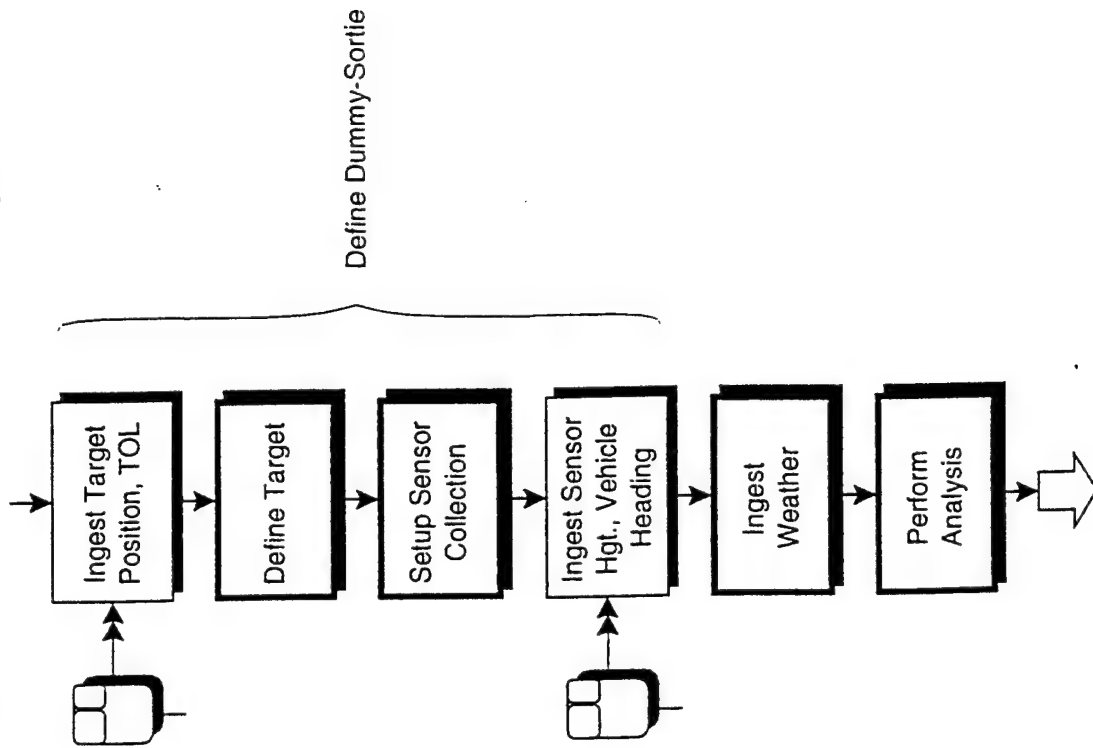 Define Dummy-Sortie
Ingest Target
Position, TOL
Define Target
Setup Sensor
Collection
Ingest Sensor
Hgt., Vehicle
Heading
Ingest
Weather
Perform
Analysis